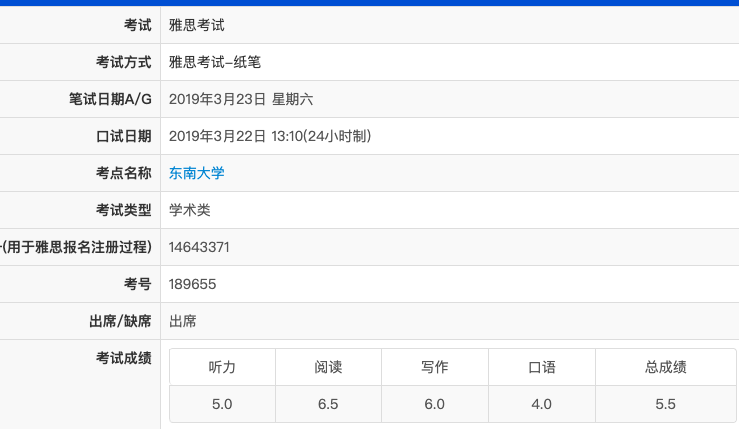 考试 雅思考试
考试方式 雅思考试–纸笔
笔试日期A/G 2019年3月23日 星期六
口试日期 2019年3月22日 13:10(24小时制)
考点名称 东南大学
考试类型 学术类
(用于雅思报名注册过程) 14643371
考号 189655
出席/缺席 出席
考试成绩 听力 阅读 写作 口语 总成绩
5.0 6.5 6.0 4.0 5.5